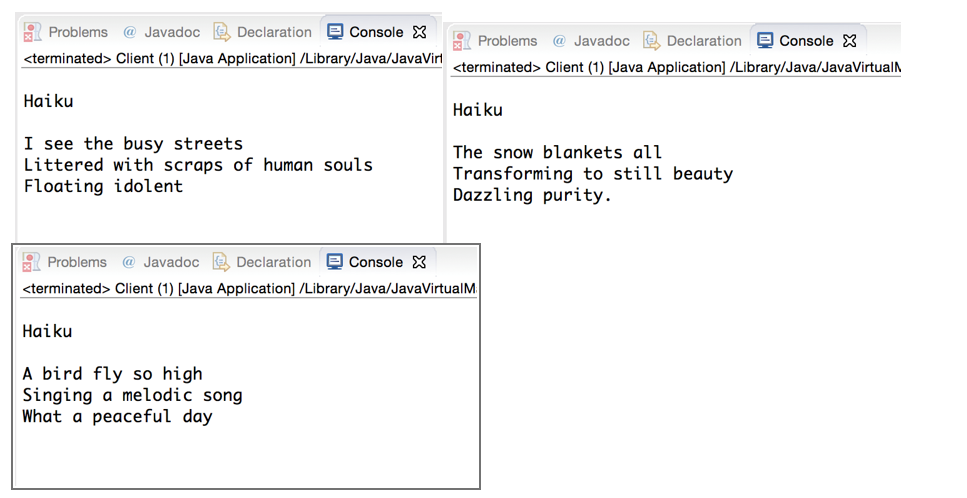 Problems @ Javadoc Declaration Console
<terminated> Client (1) [Java Application] /Library/Java/JavaVirt
Haiku
I see the busy streets
Littered with scraps of human souls
Floating idolent
Problems @ Javadoc Declaration Console
<terminated> Client (1) [Java Application] /Library/Java/JavaVirtualM
Haiku
The snow blankets all
Transforming to still beauty
Dazzling purity.
Problems @ Javadoc Declaration Console
<terminated> Client (1) [Java Application] /Library/Java/JavaVirtualM
Haiku
A bird fly so high
Singing a melodic song
What a peaceful day